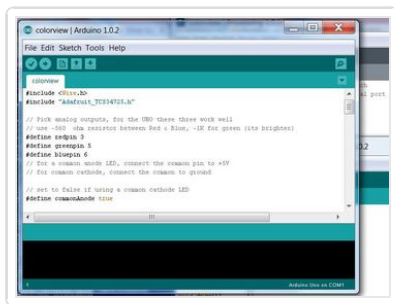 colorview | Arduino 1.0.2
File Edit Sketch Tools Help
colorview
#include <Wire.h>
#include "Adafruit_TCS34725.h"
// Pick analog outputs, for the UNO these three work well
// use ~560 ohm resistor between Red & Blue, ~1K for green (its brighter)
#define redpin 3
#define greenpin 5
#define bluepin 6
// for a common anode LED, connect the common pin to +5V
// for common cathode, connect the common to ground
// set to false if using a common cathode LED
#define commonAnode true
Arduino Uno on COM1
al port
0.2